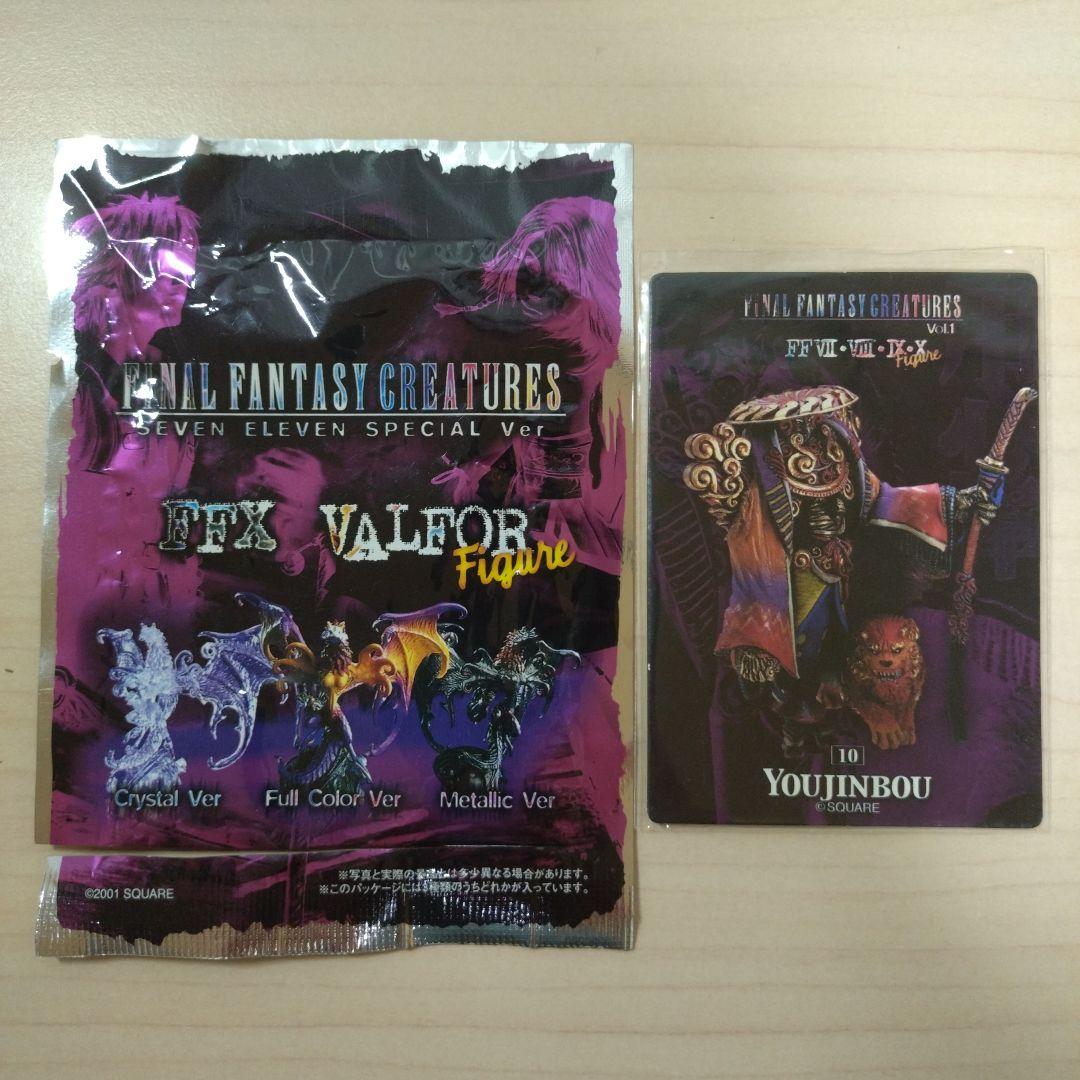 FINAL FANTASY CREATURES
SEVEN ELEVEN SPECIAL Ver
FFX VALFOR
Figure
Crystal Ver
Full Color Ver
Metallic Ver
※写真と実際の
は多少異なる場合があります。
※このパッケージには3種類のうちどれかが入っています。
©2001 SQUARE
FINAL FANTASY CREATURES
Vol.1
FFVII・VIII・IX・X
Figure
10
YOUJINBOU
©SQUARE